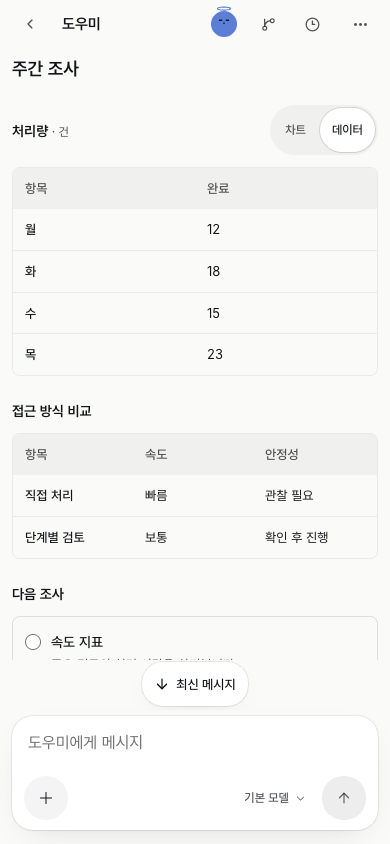 도우미
주간 조사
처리량 · 건
차트 데이터
항목 완료
월 12
화 18
수 15
목 23
접근 방식 비교
항목 속도 안정성
직접 처리 빠름 관찰 필요
단계별 검토 보통 확인 후 진행
다음 조사
속도 지표
최신 메시지
도우미에게 메시지
기본 모델